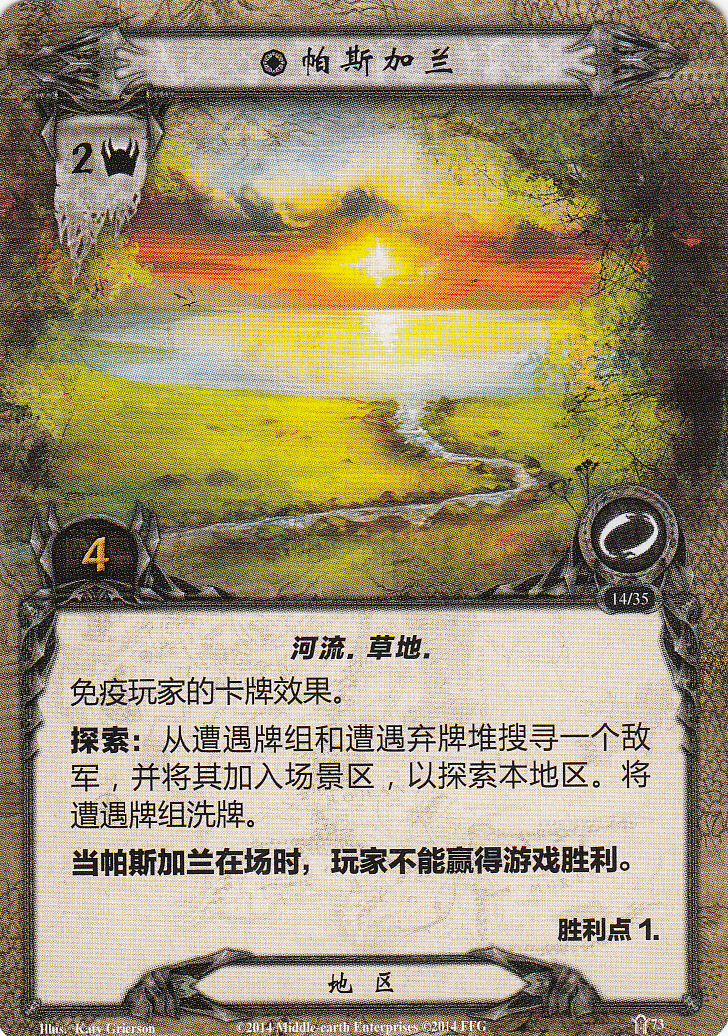 帕斯加兰
2
4
14/35
河流. 草地.
免疫玩家的卡牌效果。
探索：从遭遇牌组和遭遇弃牌堆搜寻一个敌
军，并将其加入场景区，以探索本地区。将
遭遇牌组洗牌。
当帕斯加兰在场时，玩家不能赢得游戏胜利。
胜利点 1.
地区
Illus. Katy Grierson
©2014 Middle-earth Enterprises ©2014 FFG
73